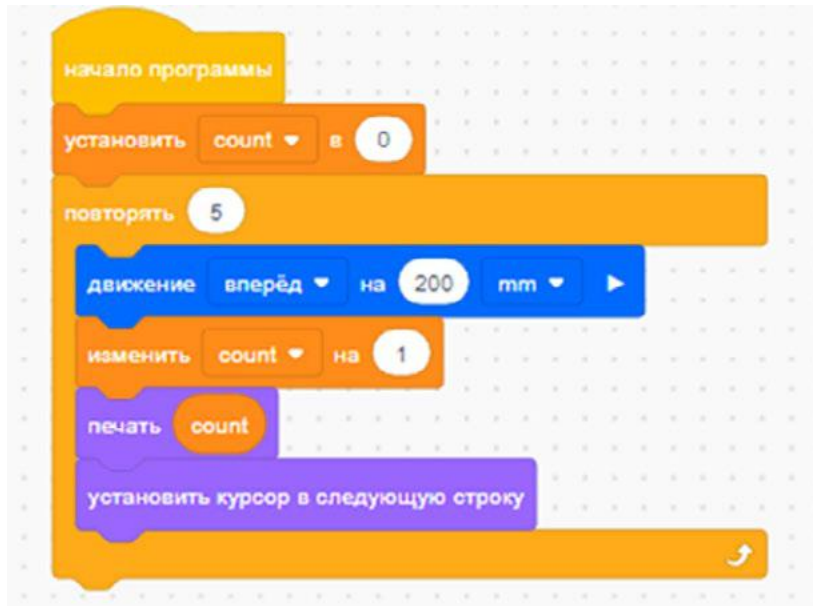 начало программы
установить count в 0
повторять 5
движение вперёд на 200 mm
изменить count на 1
печать count
установить курсор в следующую строку